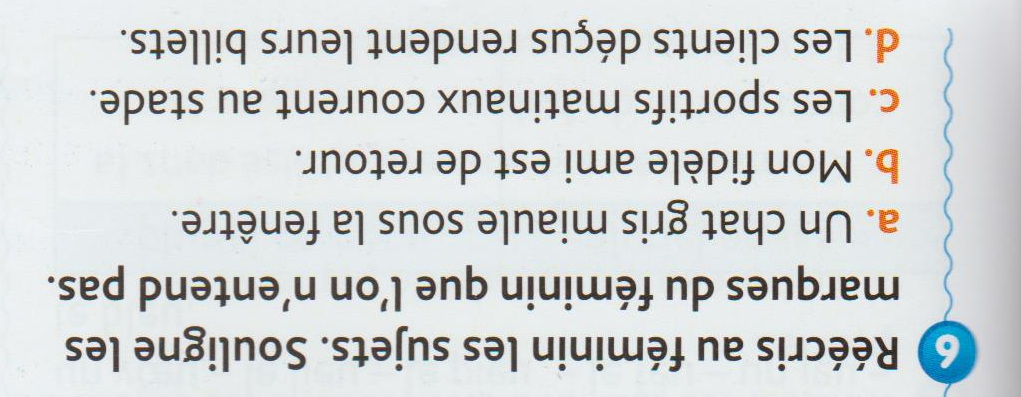 6 Réécris au féminin les sujets. Souligne les
marques du féminin que l'on n'entend pas.
a. Un chat gris miaule sous la fenêtre.
b. Mon fidèle ami est de retour.
c. Les sportifs matinaux courent au stade.
d. Les clients déçus rendent leurs billets.